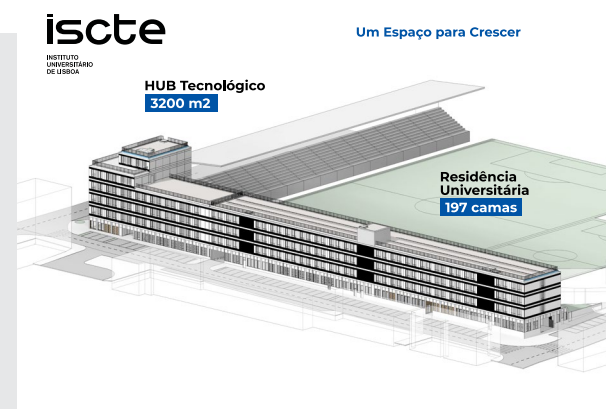 iscte
INSTITUTO
UNIVERSITÁRIO
DE LISBOA
Um Espaço para Crescer
HUB Tecnológico
3200 m2
Residência
Universitária
197 camas